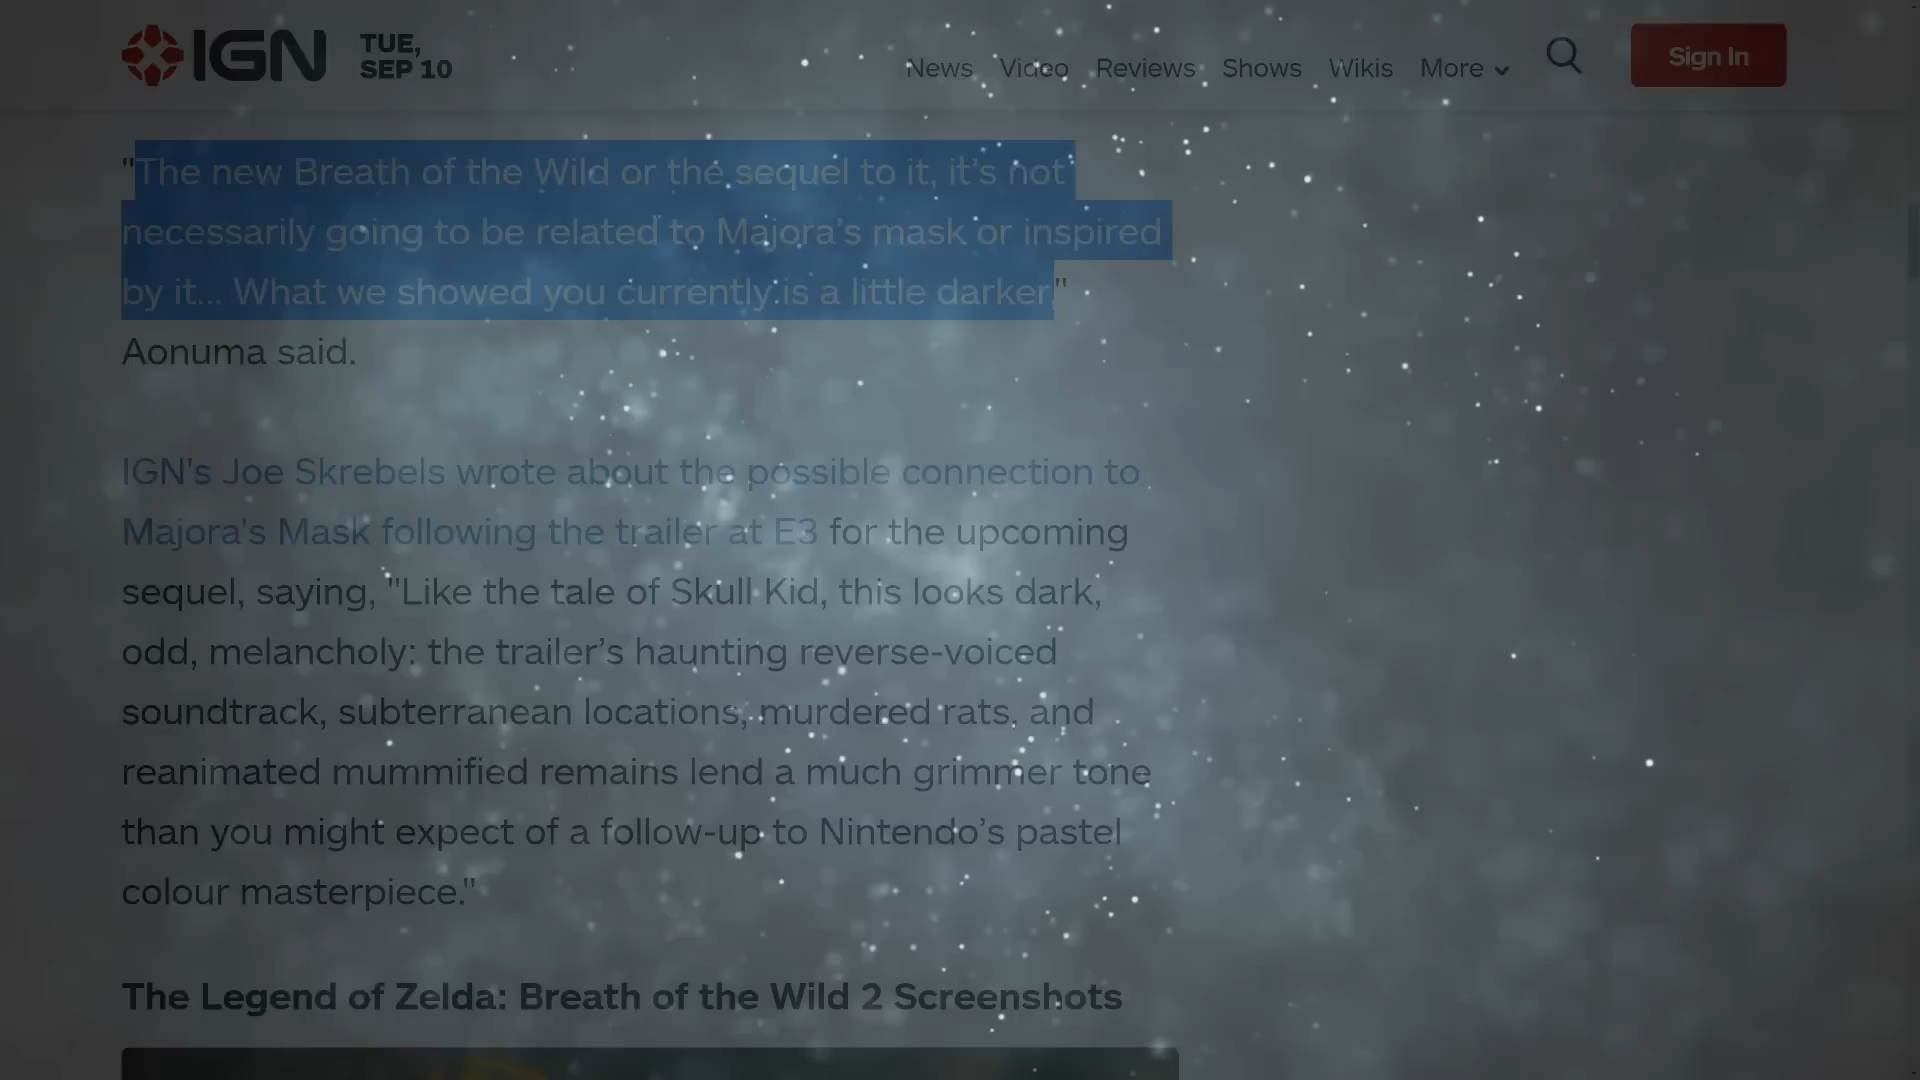 IGN
TUE,
SEP 10
News Video Reviews Shows Wikis More
Sign In
"The new Breath of the Wild or the sequel to it, it’s not
necessarily going to be related to Majora’s mask or inspired
by it... What we showed you currently is a little darker,"
Aonuma said.
IGN's Joe Skrebels wrote about the possible connection to
Majora's Mask following the trailer at E3 for the upcoming
sequel, saying, "Like the tale of Skull Kid, this looks dark,
odd, melancholy: the trailer’s haunting reverse-voiced
soundtrack, subterranean locations, murdered rats, and
reanimated mummified remains lend a much grimmer tone
than you might expect of a follow-up to Nintendo’s pastel
colour masterpiece."
The Legend of Zelda: Breath of the Wild 2 Screenshots